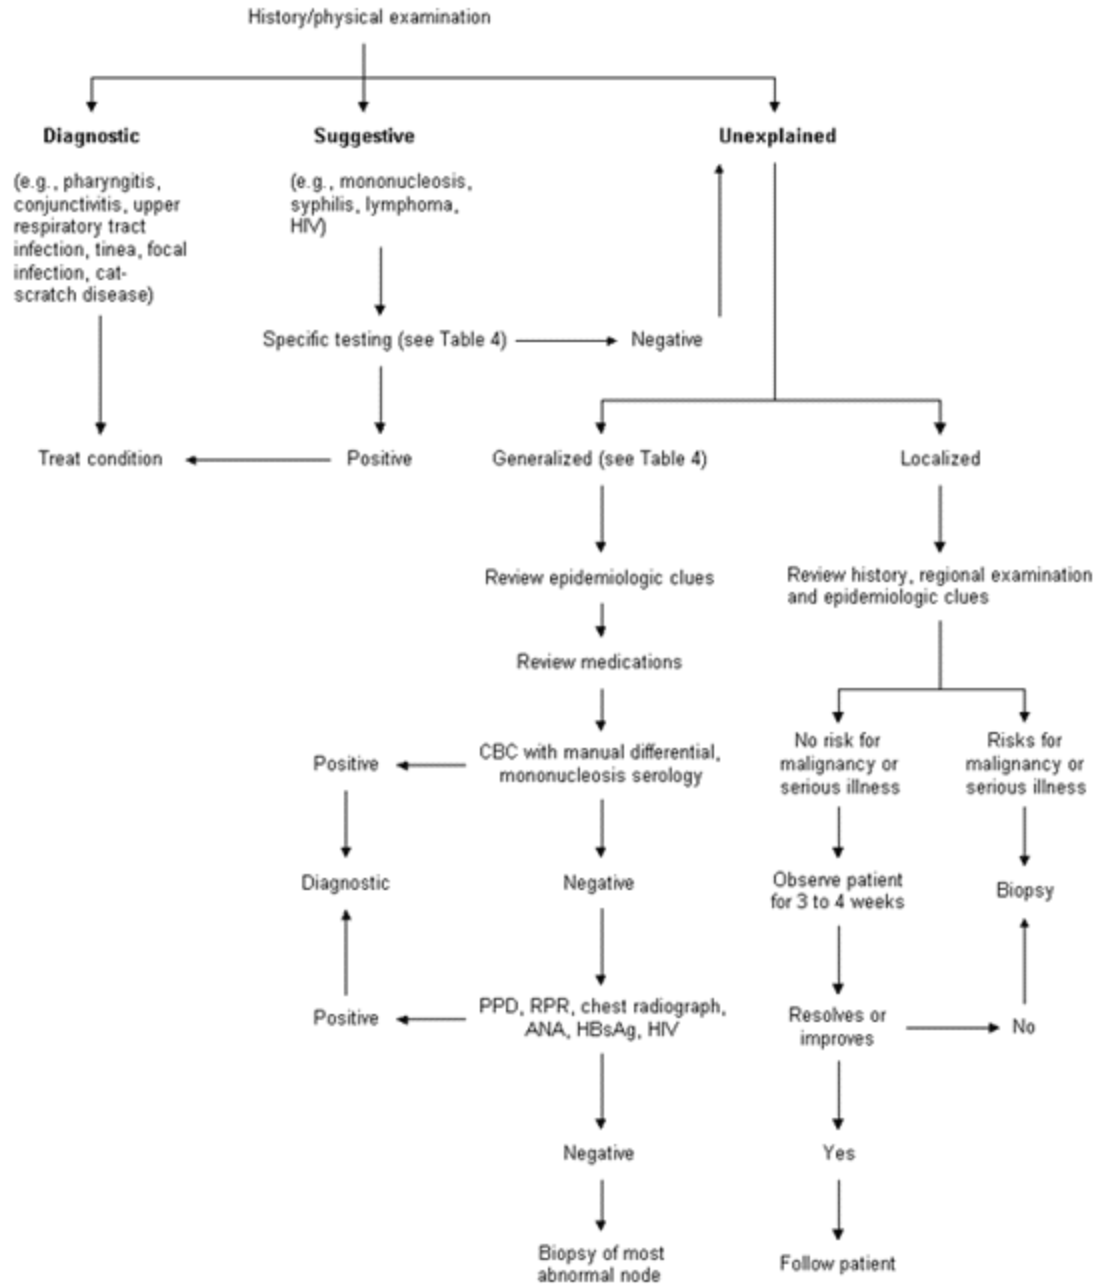 History/physical examination
Diagnostic
(e.g., pharyngitis,
conjunctivitis, upper
respiratory tract
infection, tinea, focal
infection, cat-
scratch disease)
Suggestive
(e.g., mononucleosis,
syphilis, lymphoma,
HIV)
Unexplained
Specific testing (see Table 4)
Negative
Treat condition
Positive
Generalized (see Table 4)
Localized
Review epidemiologic clues
Review history, regional examination
and epidemiologic clues
Review medications
Positive
CBC with manual differential,
mononucleosis serology
No risk for
malignancy or
serious illness
Risks for
malignancy or
serious illness
Diagnostic
Negative
Observe patient
for 3 to 4 weeks
Biopsy
Positive
PPD, RPR, chest radiograph,
ANA, HBsAg, HIV
Resolves or
improves
No
Negative
Yes
Biopsy of most
abnormal node
Follow patient